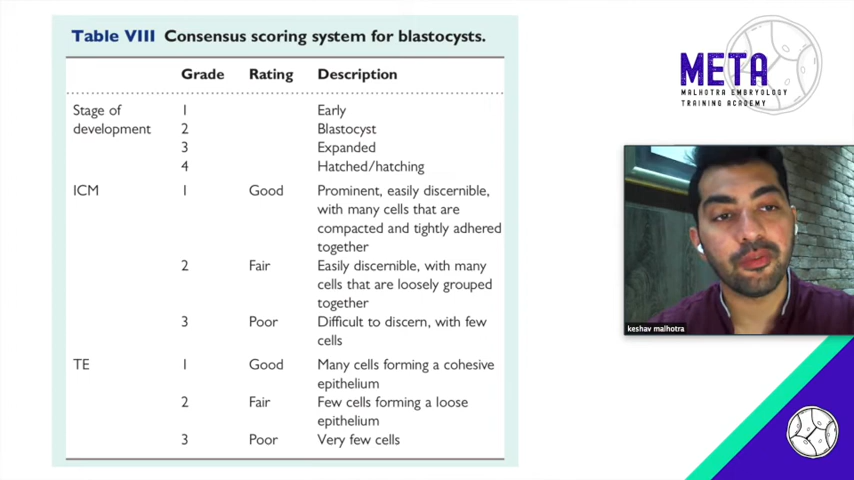 Table VIII Consensus scoring system for blastocysts.
Grade Rating Description
Stage of development 1 Early
2 Blastocyst
3 Expanded
4 Hatched/hatching
ICM 1 Good Prominent, easily discernible,
with many cells that are
compacted and tightly adhered
together
2 Fair Easily discernible, with many
cells that are loosely grouped
together
3 Poor Difficult to discern, with few
cells
TE 1 Good Many cells forming a cohesive
epithelium
2 Fair Few cells forming a loose
epithelium
3 Poor Very few cells
META
MALHOTRA EMBRYOLOGY
TRAINING ACADEMY
keshav malhotra